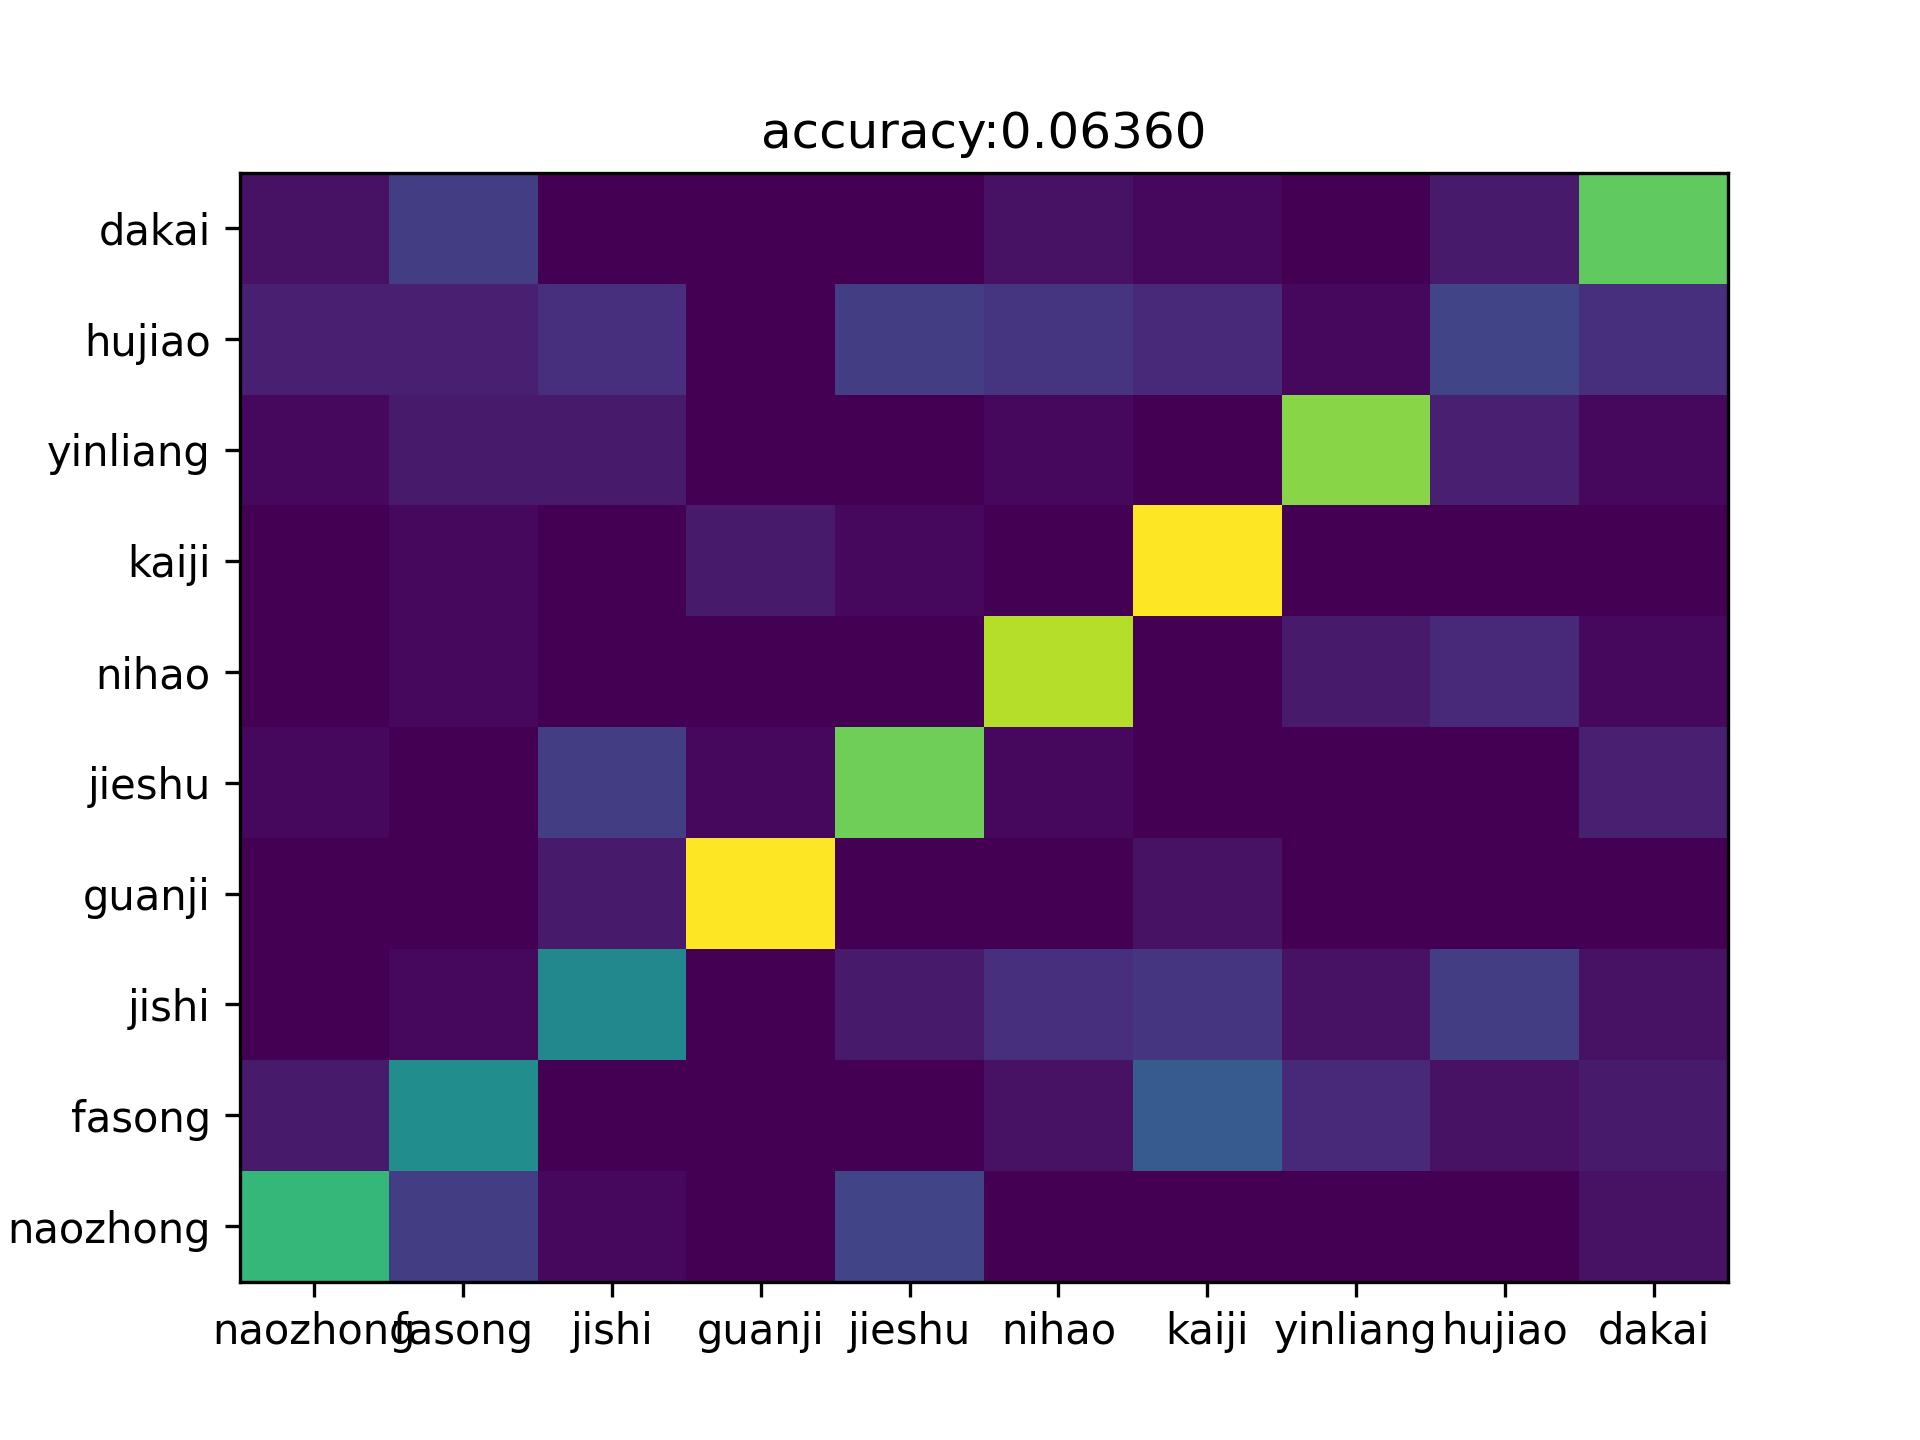 accuracy:0.06360
dakai
hujiao
yinliang
kaiji
nihao
jieshu
guanji
jishi
fasong
naozhong
naozhong fasong jishi guanji jieshu nihao kaiji yinliang hujiao dakai